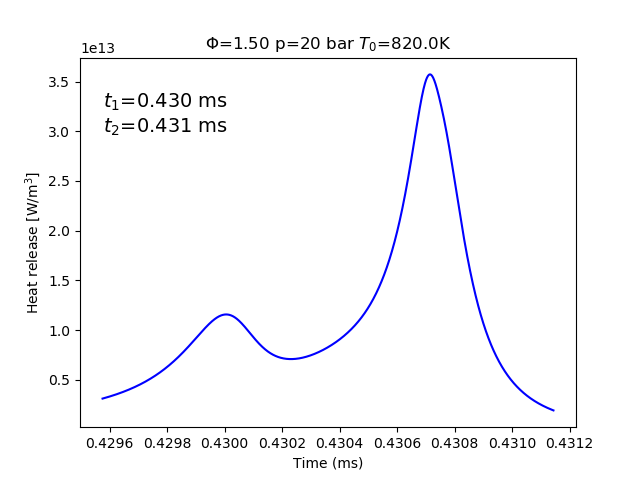 Φ=1.50 p=20 bar T₀=820.0K
1e13
t₁=0.430 ms
t₂=0.431 ms
3.5
3.0
2.5
2.0
1.5
1.0
0.5
Heat release [W/m³]
0.4296 0.4298 0.4300 0.4302 0.4304 0.4306 0.4308 0.4310 0.4312
Time (ms)